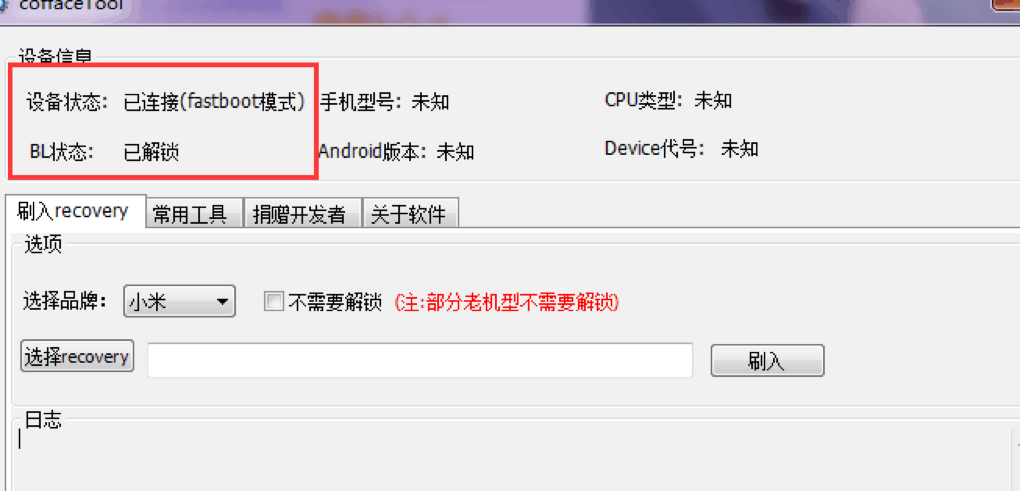 coffaceTool
设备信息
设备状态: 已连接(fastboot模式) 手机型号: 未知 CPU类型: 未知
BL状态: 已解锁 Android版本: 未知 Device代号: 未知
刷入recovery 常用工具 捐赠开发者 关于软件
选项
选择品牌: 小米 不需要解锁 (注:部分老机型不需要解锁)
选择recovery 刷入
日志